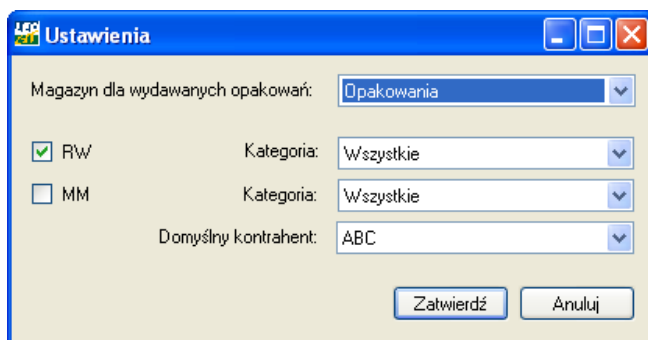 Ustawienia
Magazyn dla wydawanych opakowań: Opakowania
RW Kategoria: Wszystkie
MM Kategoria: Wszystkie
Domyślny kontrahent: ABC
Zatwierdź Anuluj